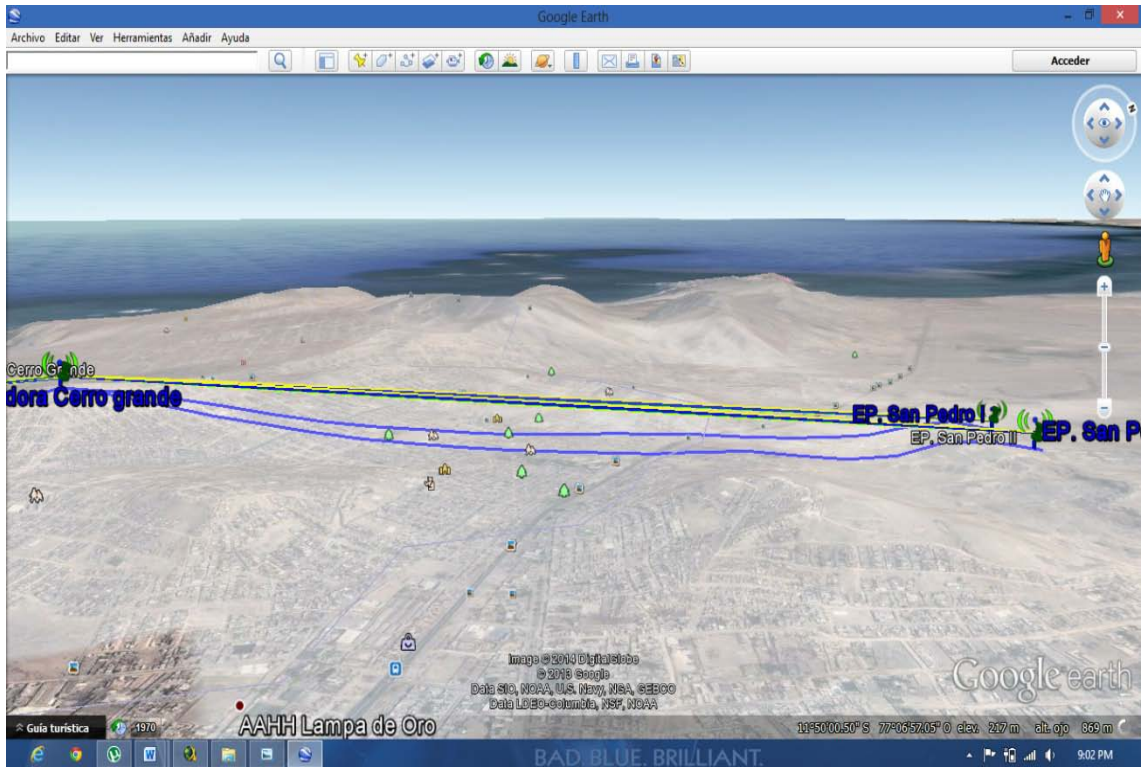 Google Earth
Archivo Editar Ver Herramientas Añadir Ayuda
Acceder
Cerro Grande
dora Cerro grande
EP. San Pedro I
EP. San Pedro II
EP. San Pe
Image © 2014 DigitalGlobe
© 2013 Google
Data SIO, NOAA, U.S. Navy, NGA, GEBCO
Data LDEO-Columbia, NSF, NOAA
Google earth
Guía turística
1970
AAHH Lampa de Oro
11°50'00.50" S 77°06'57.05" O elev. 217 m alt. ojo 869 m
BAD. BLUE. BRILLIANT.
9:02 PM